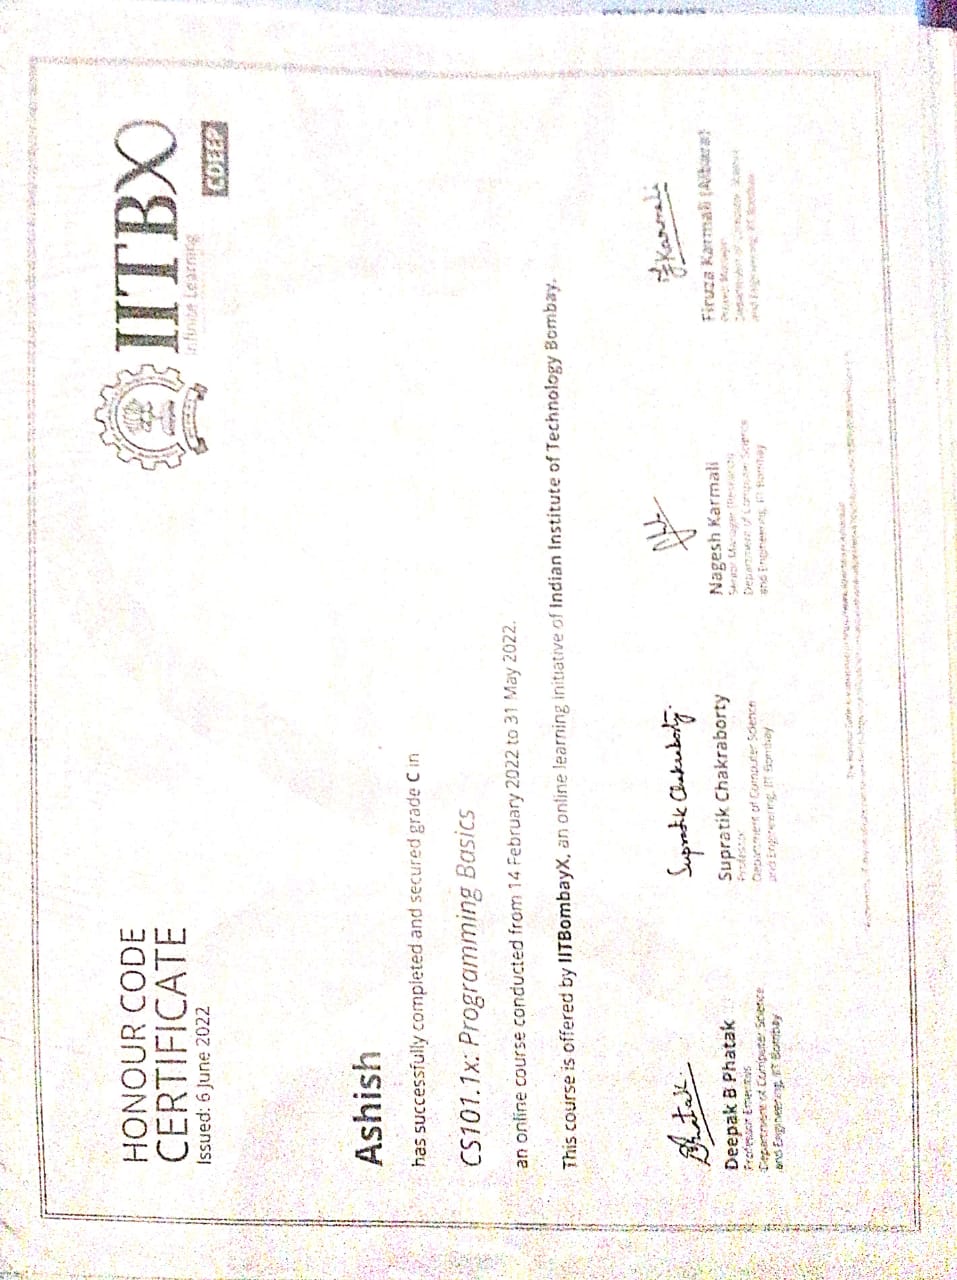 HONOUR CODE
CERTIFICATE
Issued: 6 June 2022
IITBX
Infinite Learning
CDEEP
Ashish
has successfully completed and secured grade C in
CS101.1x: Programming Basics
an online course conducted from 14 February 2022 to 31 May 2022.
This course is offered by IITBombayX, an online learning initiative of Indian Institute of Technology Bombay.
Phatak
Deepak B Phatak
Professor Emeritus
Department of Computer Science
and Engineering, IIT Bombay
Supratik Chakraborty
Supratik Chakraborty
Professor
Department of Computer Science
and Engineering, IIT Bombay
Nagesh Karmali
Senior Manager (Research)
Department of Computer Science
and Engineering, IIT Bombay
FKarmali
Firuza Karmali (Aibara)
Project Manager
Department of Computer Science
and Engineering, IIT Bombay